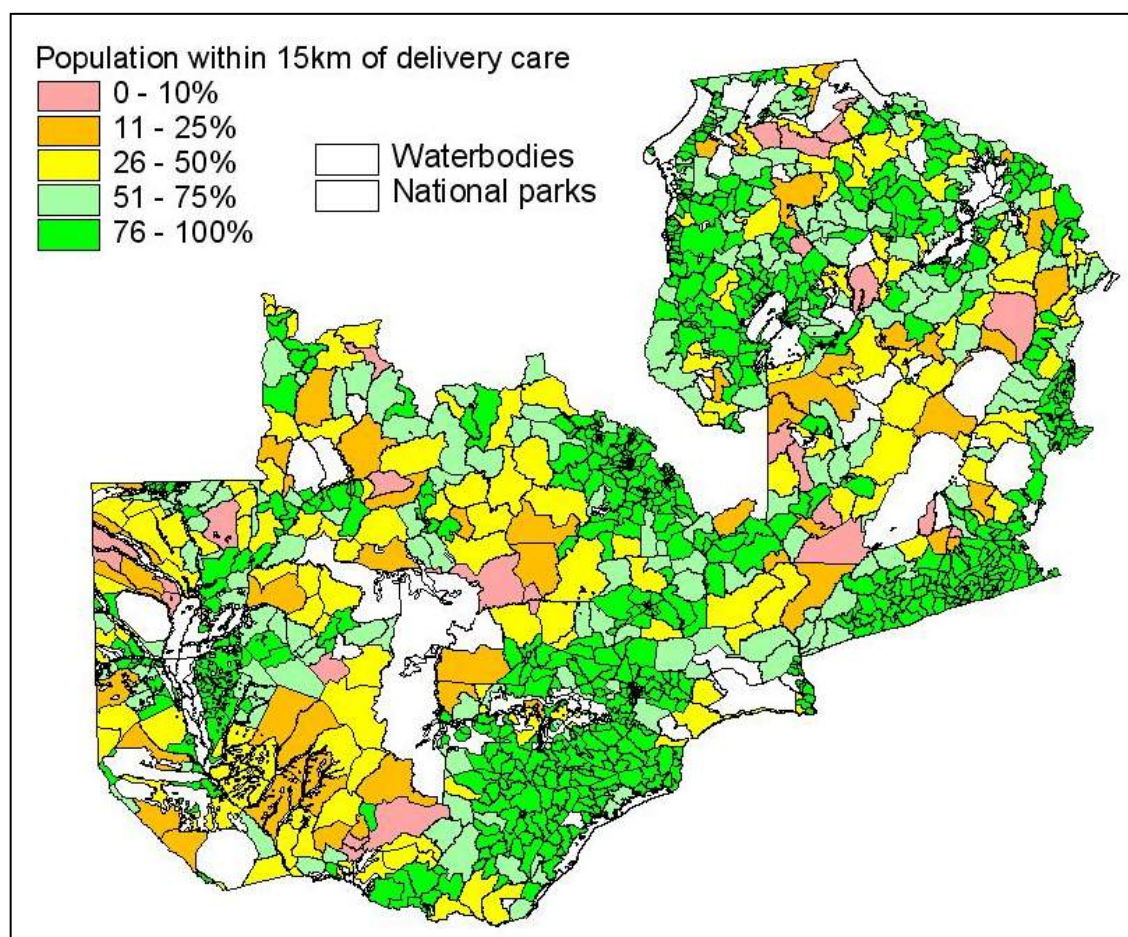 Population within 15km of delivery care
0 - 10%
11 - 25%
26 - 50%
51 - 75%
76 - 100%
Waterbodies
National parks